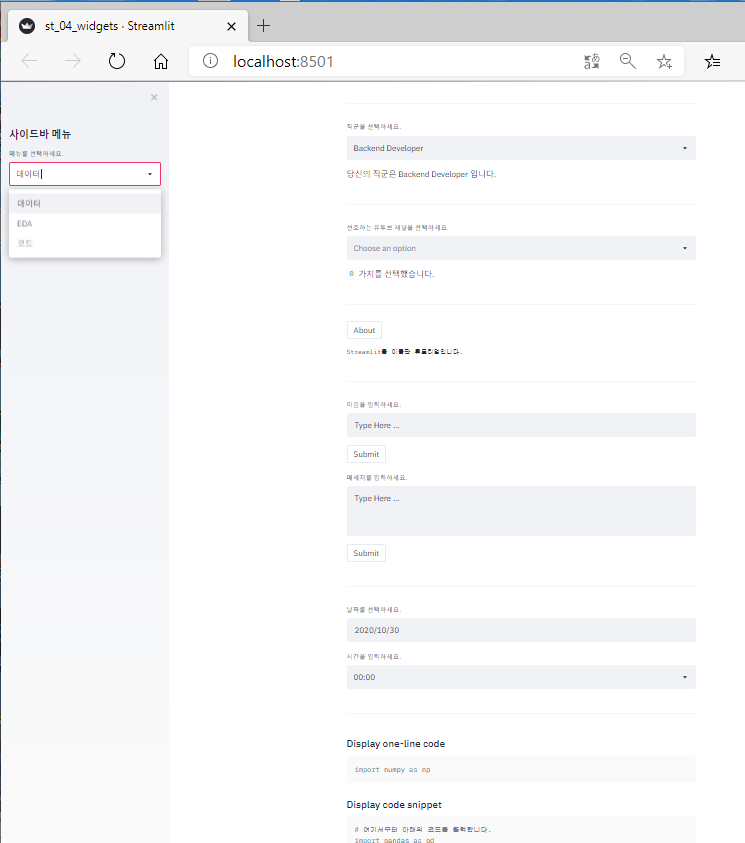 st_04_widgets · Streamlit
localhost:8501
사이드바 메뉴
메뉴를 선택하세요.
데이터
데이터
EDA
코드
직군을 선택하세요.
Backend Developer
당신의 직군은 Backend Developer 입니다.
선호하는 유투브 채널을 선택하세요.
Choose an option
0 가지를 선택했습니다.
About
Streamlit을 이용한 튜토리얼입니다.
이름을 입력하세요.
Type Here ...
Submit
메세지를 입력하세요.
Type Here ...
Submit
날짜를 선택하세요.
2020/10/30
시간을 입력하세요.
00:00
Display one-line code
import numpy as np
Display code snippet
# 여기서부터 아래의 코드를 출력합니다.
import pandas as pd